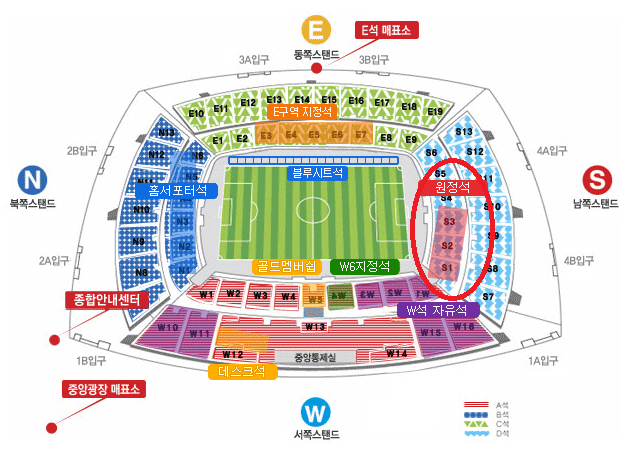 E석 매표소
E
동쪽스탠드
3A입구
3B입구
E10
E11
E12
E13
E14
E15
E16
E17
E18
E19
E구역 지정석
E1
E2
E3
E4
E5
E6
E7
E8
E9
블루시트석
N
북쪽스탠드
2B입구
2A입구
N13
N12
N11
N10
N9
N8
N6
홈서포터석
N3
N2
N1
S
남쪽스탠드
4A입구
4B입구
S13
S12
S10
S9
S8
S7
S6
S5
S4
S3
S2
S1
원정석
골드멤버쉽
W6지정석
W석 자유석
W1
W2
W3
W4
W5
W10
W11
W12
W13
W14
W15
W16
데스크석
중앙통제실
종합안내센터
중앙광장 매표소
1B입구
1A입구
W
서쪽스탠드
A석
B석
C석
D석